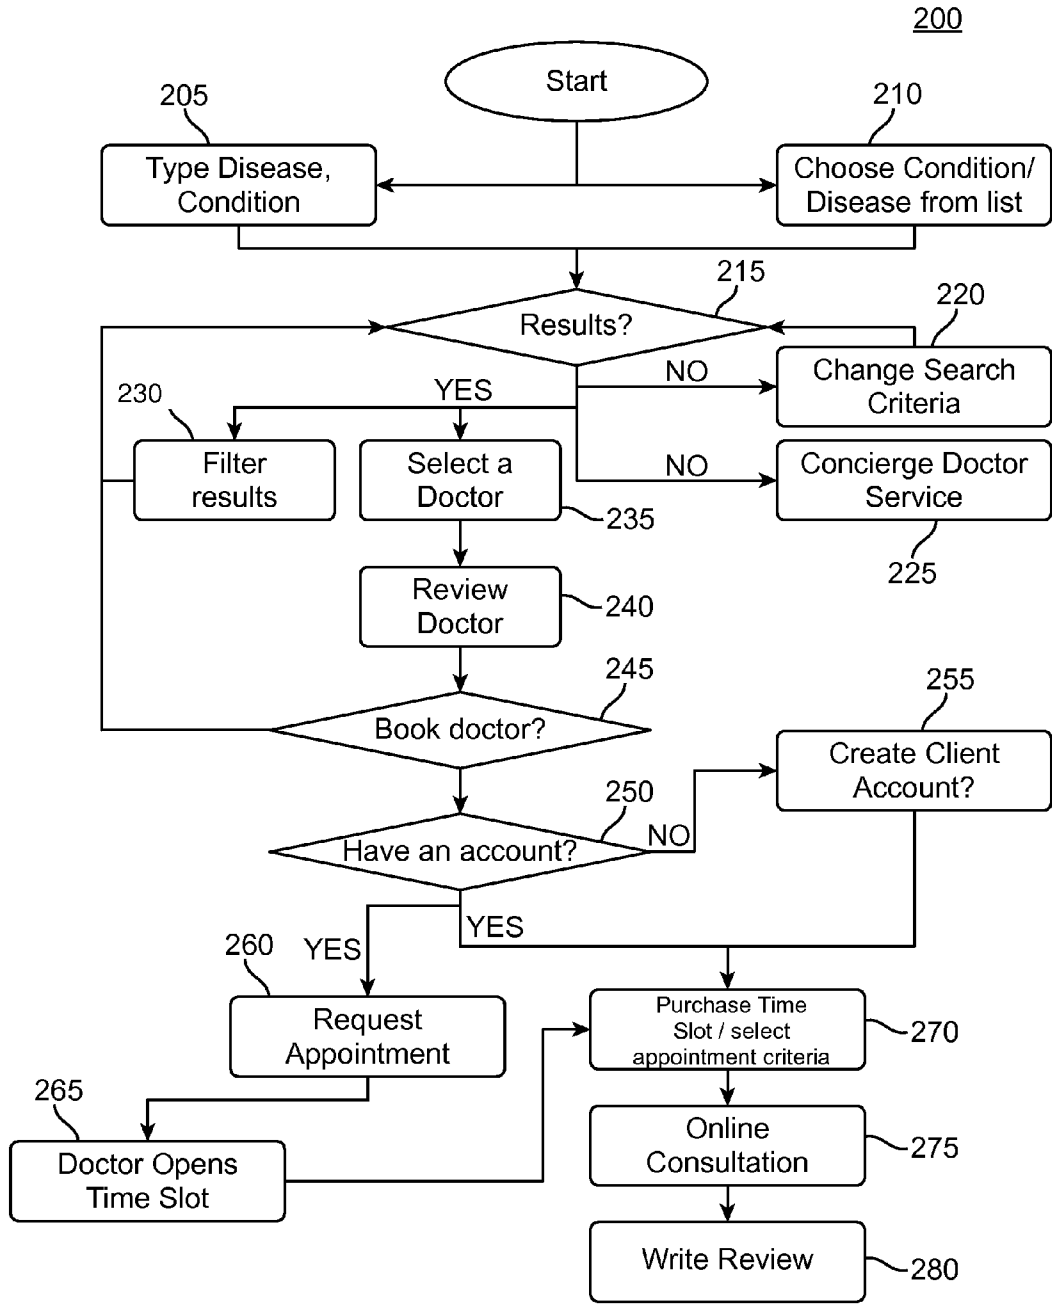 200
Start
205
210
Type Disease,
Condition
Choose Condition/
Disease from list
215
Results?
220
NO
Change Search
Criteria
YES
230
Filter
results
Select a
Doctor
235
NO
Concierge Doctor
Service
225
Review
Doctor
240
245
Book doctor?
255
Create Client
Account?
250
Have an account?
NO
YES
YES
260
Request
Appointment
Purchase Time
Slot / select
appointment criteria
270
265
Doctor Opens
Time Slot
Online
Consultation
275
Write Review
280